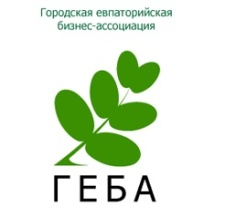 Городская евпаторийская
бизнес-ассоциация
ГЕБА